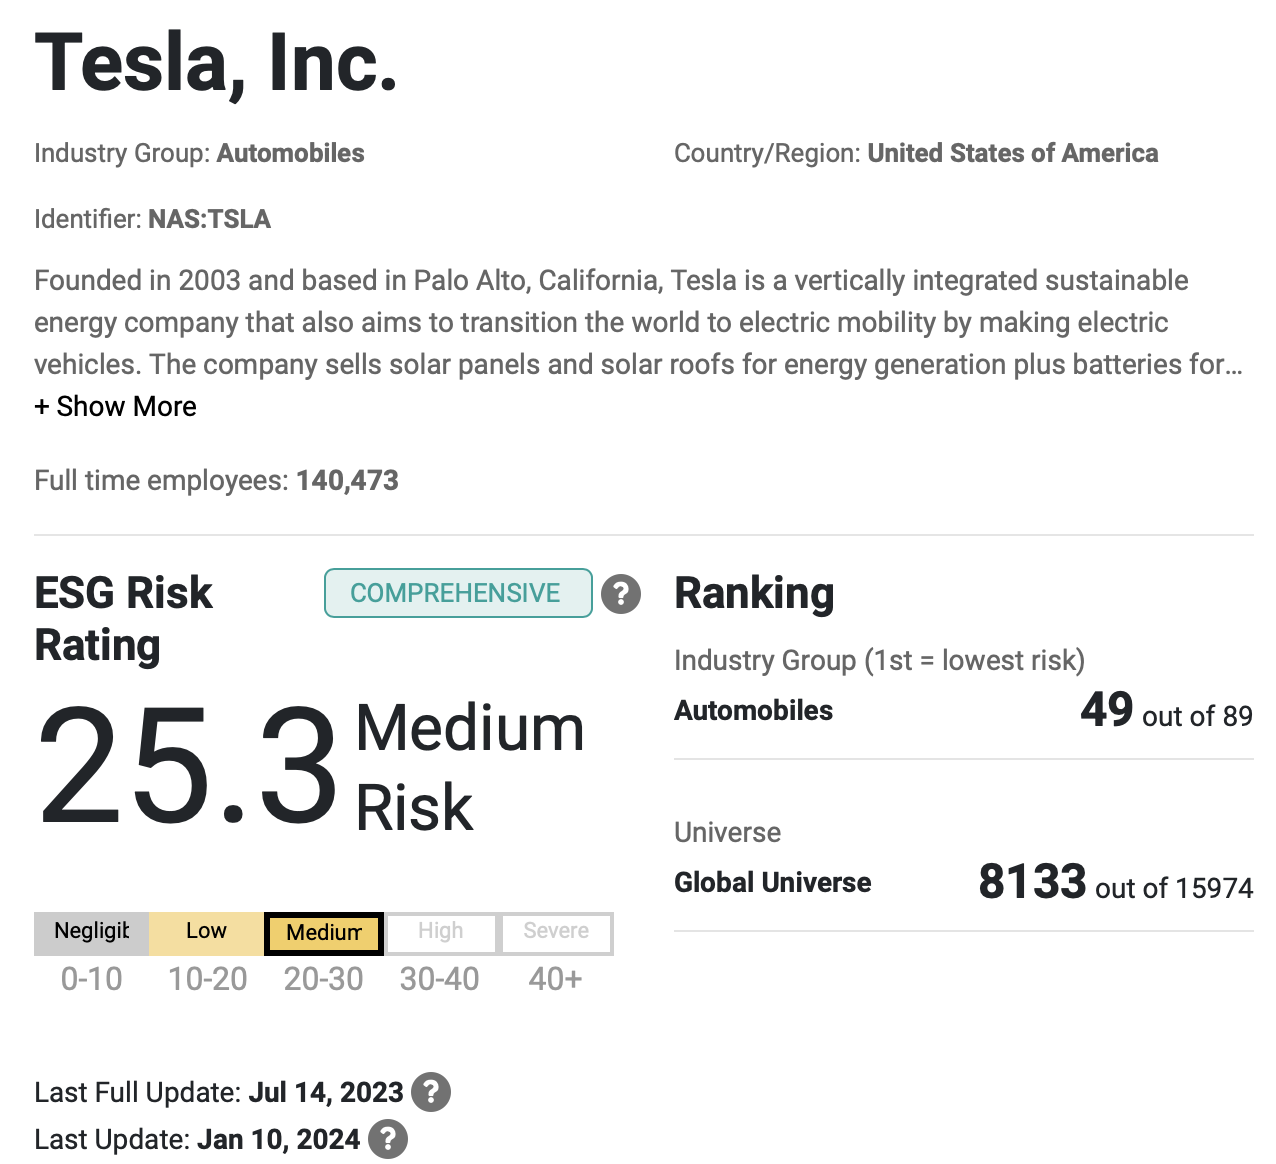 Tesla, Inc.
Industry Group: Automobiles
Country/Region: United States of America
Identifier: NAS:TSLA
Founded in 2003 and based in Palo Alto, California, Tesla is a vertically integrated sustainable
energy company that also aims to transition the world to electric mobility by making electric
vehicles. The company sells solar panels and solar roofs for energy generation plus batteries for...
+ Show More
Full time employees: 140,473
ESG Risk
Rating
COMPREHENSIVE ?
25.3
Medium
Risk
Negligit Low Medium High Severe
0-10 10-20 20-30 30-40 40+
Last Full Update: Jul 14, 2023 ?
Last Update: Jan 10, 2024 ?
Ranking
Industry Group (1st = lowest risk)
Automobiles 49 out of 89
Universe
Global Universe 8133 out of 15974